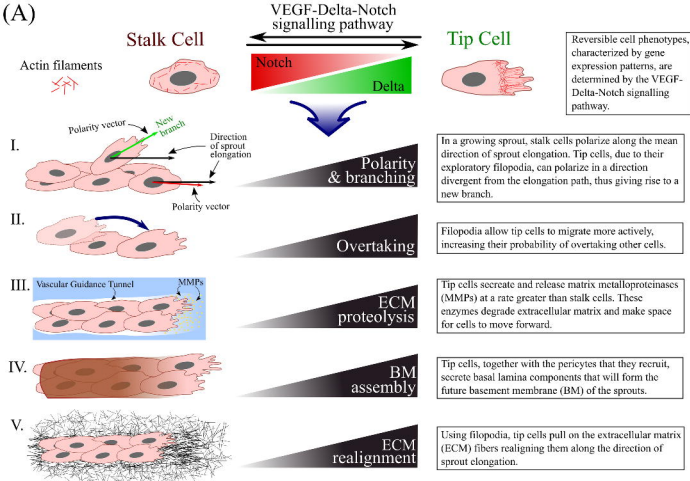 (A)
VEGF-Delta-Notch
signalling pathway
Stalk Cell
Tip Cell
Actin filaments
Notch
Delta
Reversible cell phenotypes,
characterized by gene
expression patterns, are
determined by the VEGF-
Delta-Notch signalling
pathway.
I.
Polarity vector
New
branch
Direction
of sprout
elongation
Polarity vector
Polarity
& branching
In a growing sprout, stalk cells polarize along the mean
direction of sprout elongation. Tip cells, due to their
exploratory filopodia, can polarize in a direction
divergent from the elongation path, thus giving rise to a
new branch.
II.
Overtaking
Filopodia allow tip cells to migrate more actively,
increasing their probability of overtaking other cells.
III.
Vascular Guidance Tunnel
MMPs
ECM
proteolysis
Tip cells secreate and release matrix metalloproteinases
(MMPs) at a rate greater than stalk cells. These
enzymes degrade extracellular matrix and make space
for cells to move forward.
IV.
BM
assembly
Tip cells, together with the pericytes that they recruit,
secrete basal lamina components that will form the
future basement membrane (BM) of the sprouts.
V.
ECM
realignment
Using filopodia, tip cells pull on the extracellular matrix
(ECM) fibers realigning them along the direction of
sprout elongation.